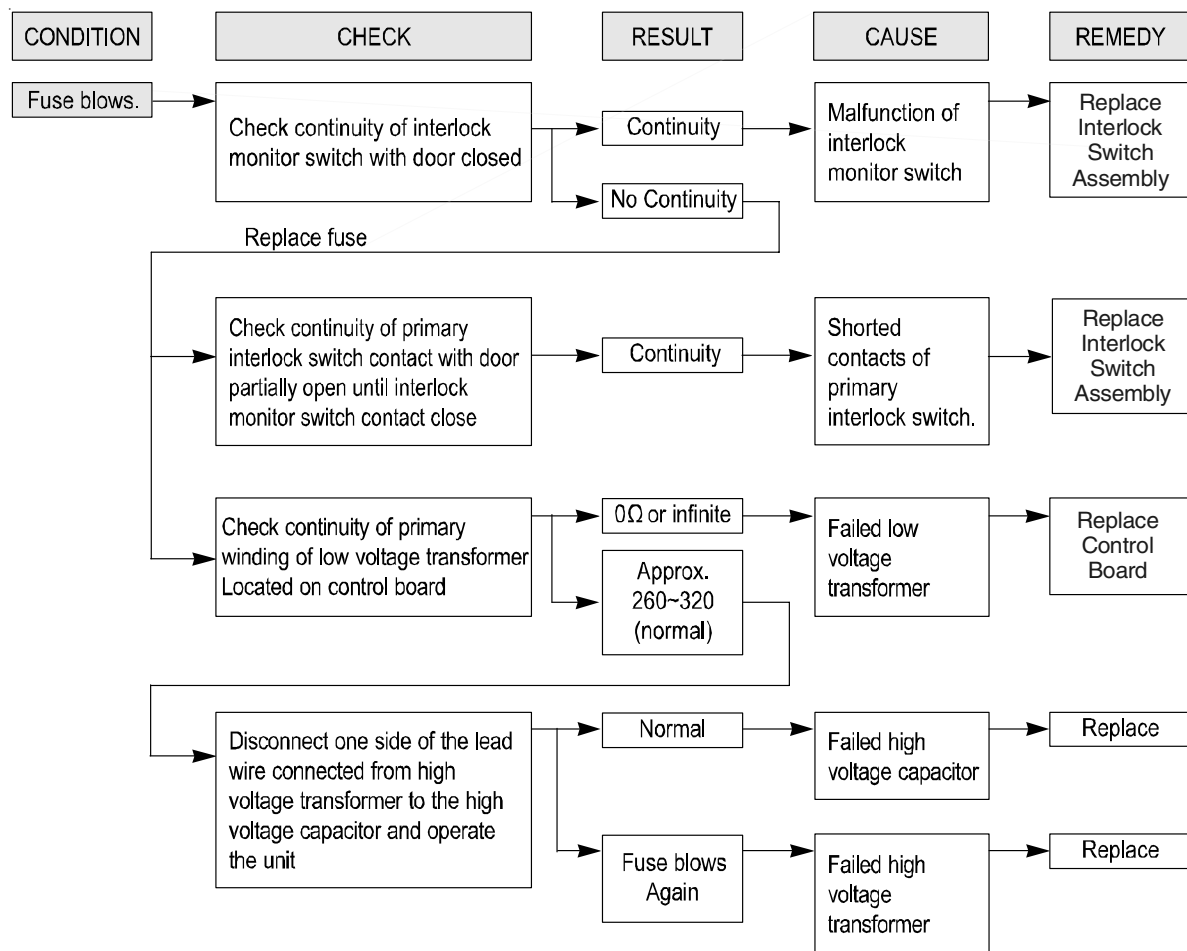 CONDITION
CHECK
RESULT
CAUSE
REMEDY
Fuse blows.
Check continuity of interlock
monitor switch with door closed
Continuity
Malfunction of
interlock
monitor switch
Replace
Interlock
Switch
Assembly
No Continuity
Replace fuse
Check continuity of primary
interlock switch contact with door
partially open until interlock
monitor switch contact close
Continuity
Shorted
contacts of
primary
interlock switch.
Replace
Interlock
Switch
Assembly
Check continuity of primary
winding of low voltage transformer
Located on control board
0Ω or infinite
Failed low
voltage
transformer
Replace
Control
Board
Approx.
260~320
(normal)
Disconnect one side of the lead
wire connected from high
voltage transformer to the high
voltage capacitor and operate
the unit
Normal
Failed high
voltage capacitor
Replace
Fuse blows
Again
Failed high
voltage
transformer
Replace